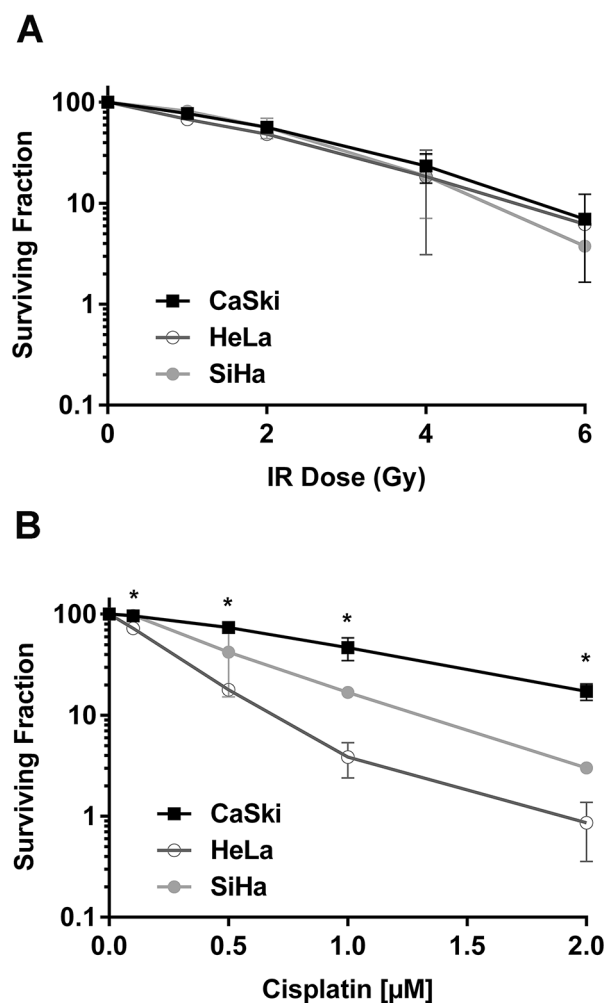 A
Surviving Fraction
100
10
1
0.1
CaSki
HeLa
SiHa
0 2 4 6
IR Dose (Gy)
B
Surviving Fraction
* * * *
100
10
1
0.1
CaSki
HeLa
SiHa
0.0 0.5 1.0 1.5 2.0
Cisplatin [µM]